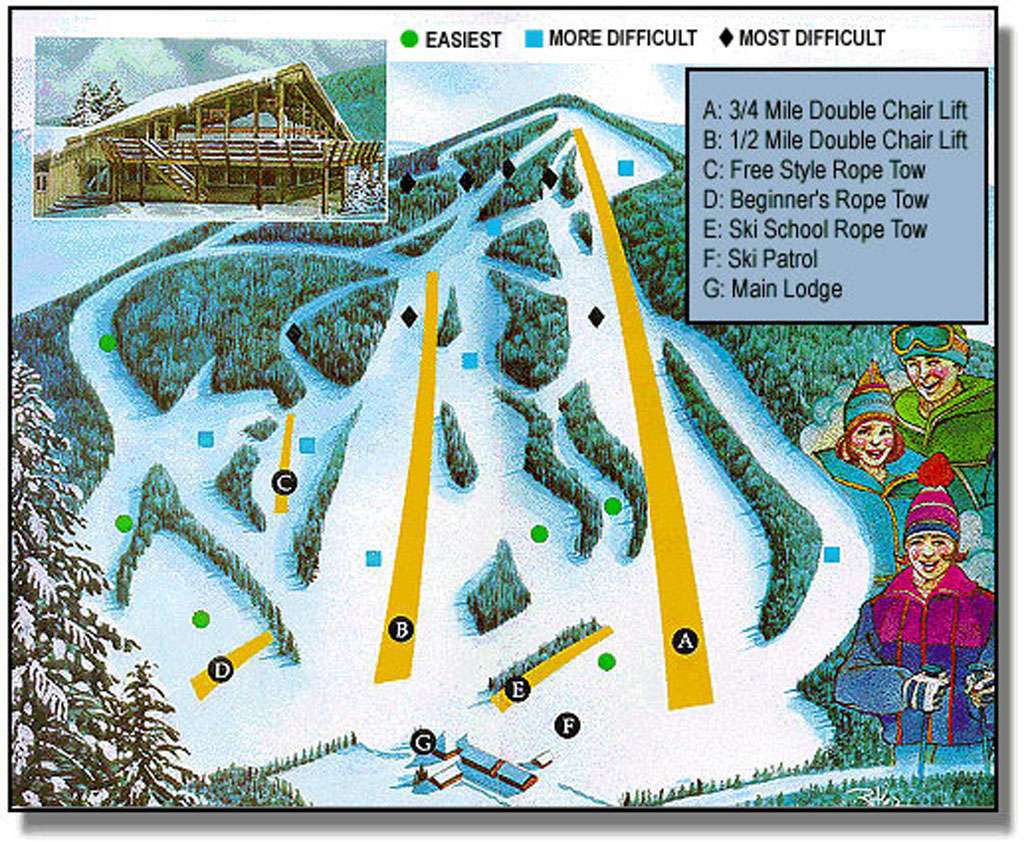 EASIEST MORE DIFFICULT MOST DIFFICULT
A: 3/4 Mile Double Chair Lift
B: 1/2 Mile Double Chair Lift
C: Free Style Rope Tow
D: Beginner's Rope Tow
E: Ski School Rope Tow
F: Ski Patrol
G: Main Lodge
C
B
A
D
E
F
G